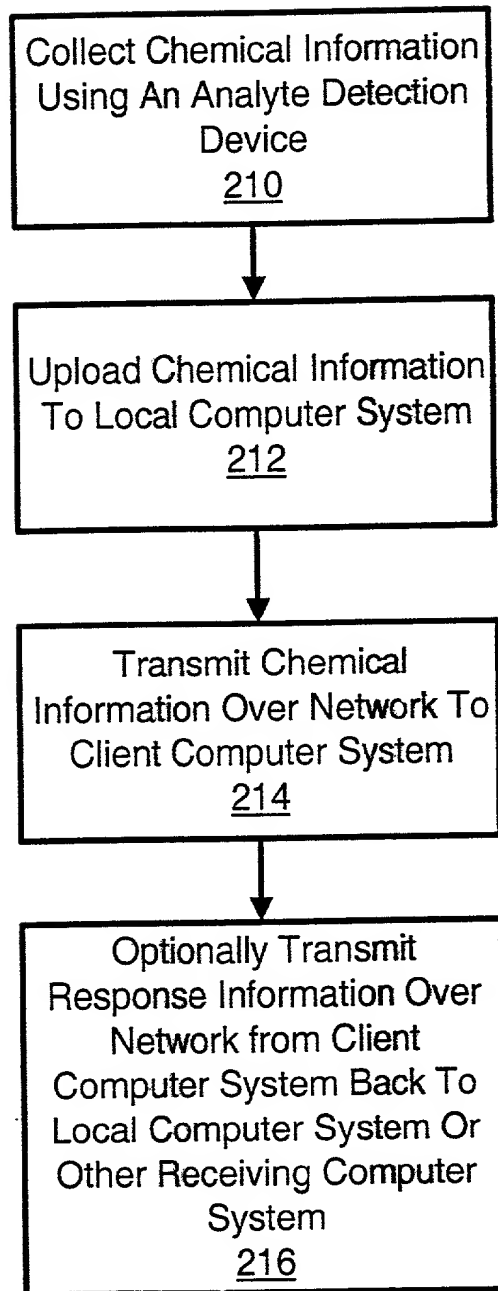 Collect Chemical Information
Using An Analyte Detection
Device
210
Upload Chemical Information
To Local Computer System
212
Transmit Chemical
Information Over Network To
Client Computer System
214
Optionally Transmit
Response Information Over
Network from Client
Computer System Back To
Local Computer System Or
Other Receiving Computer
System
216